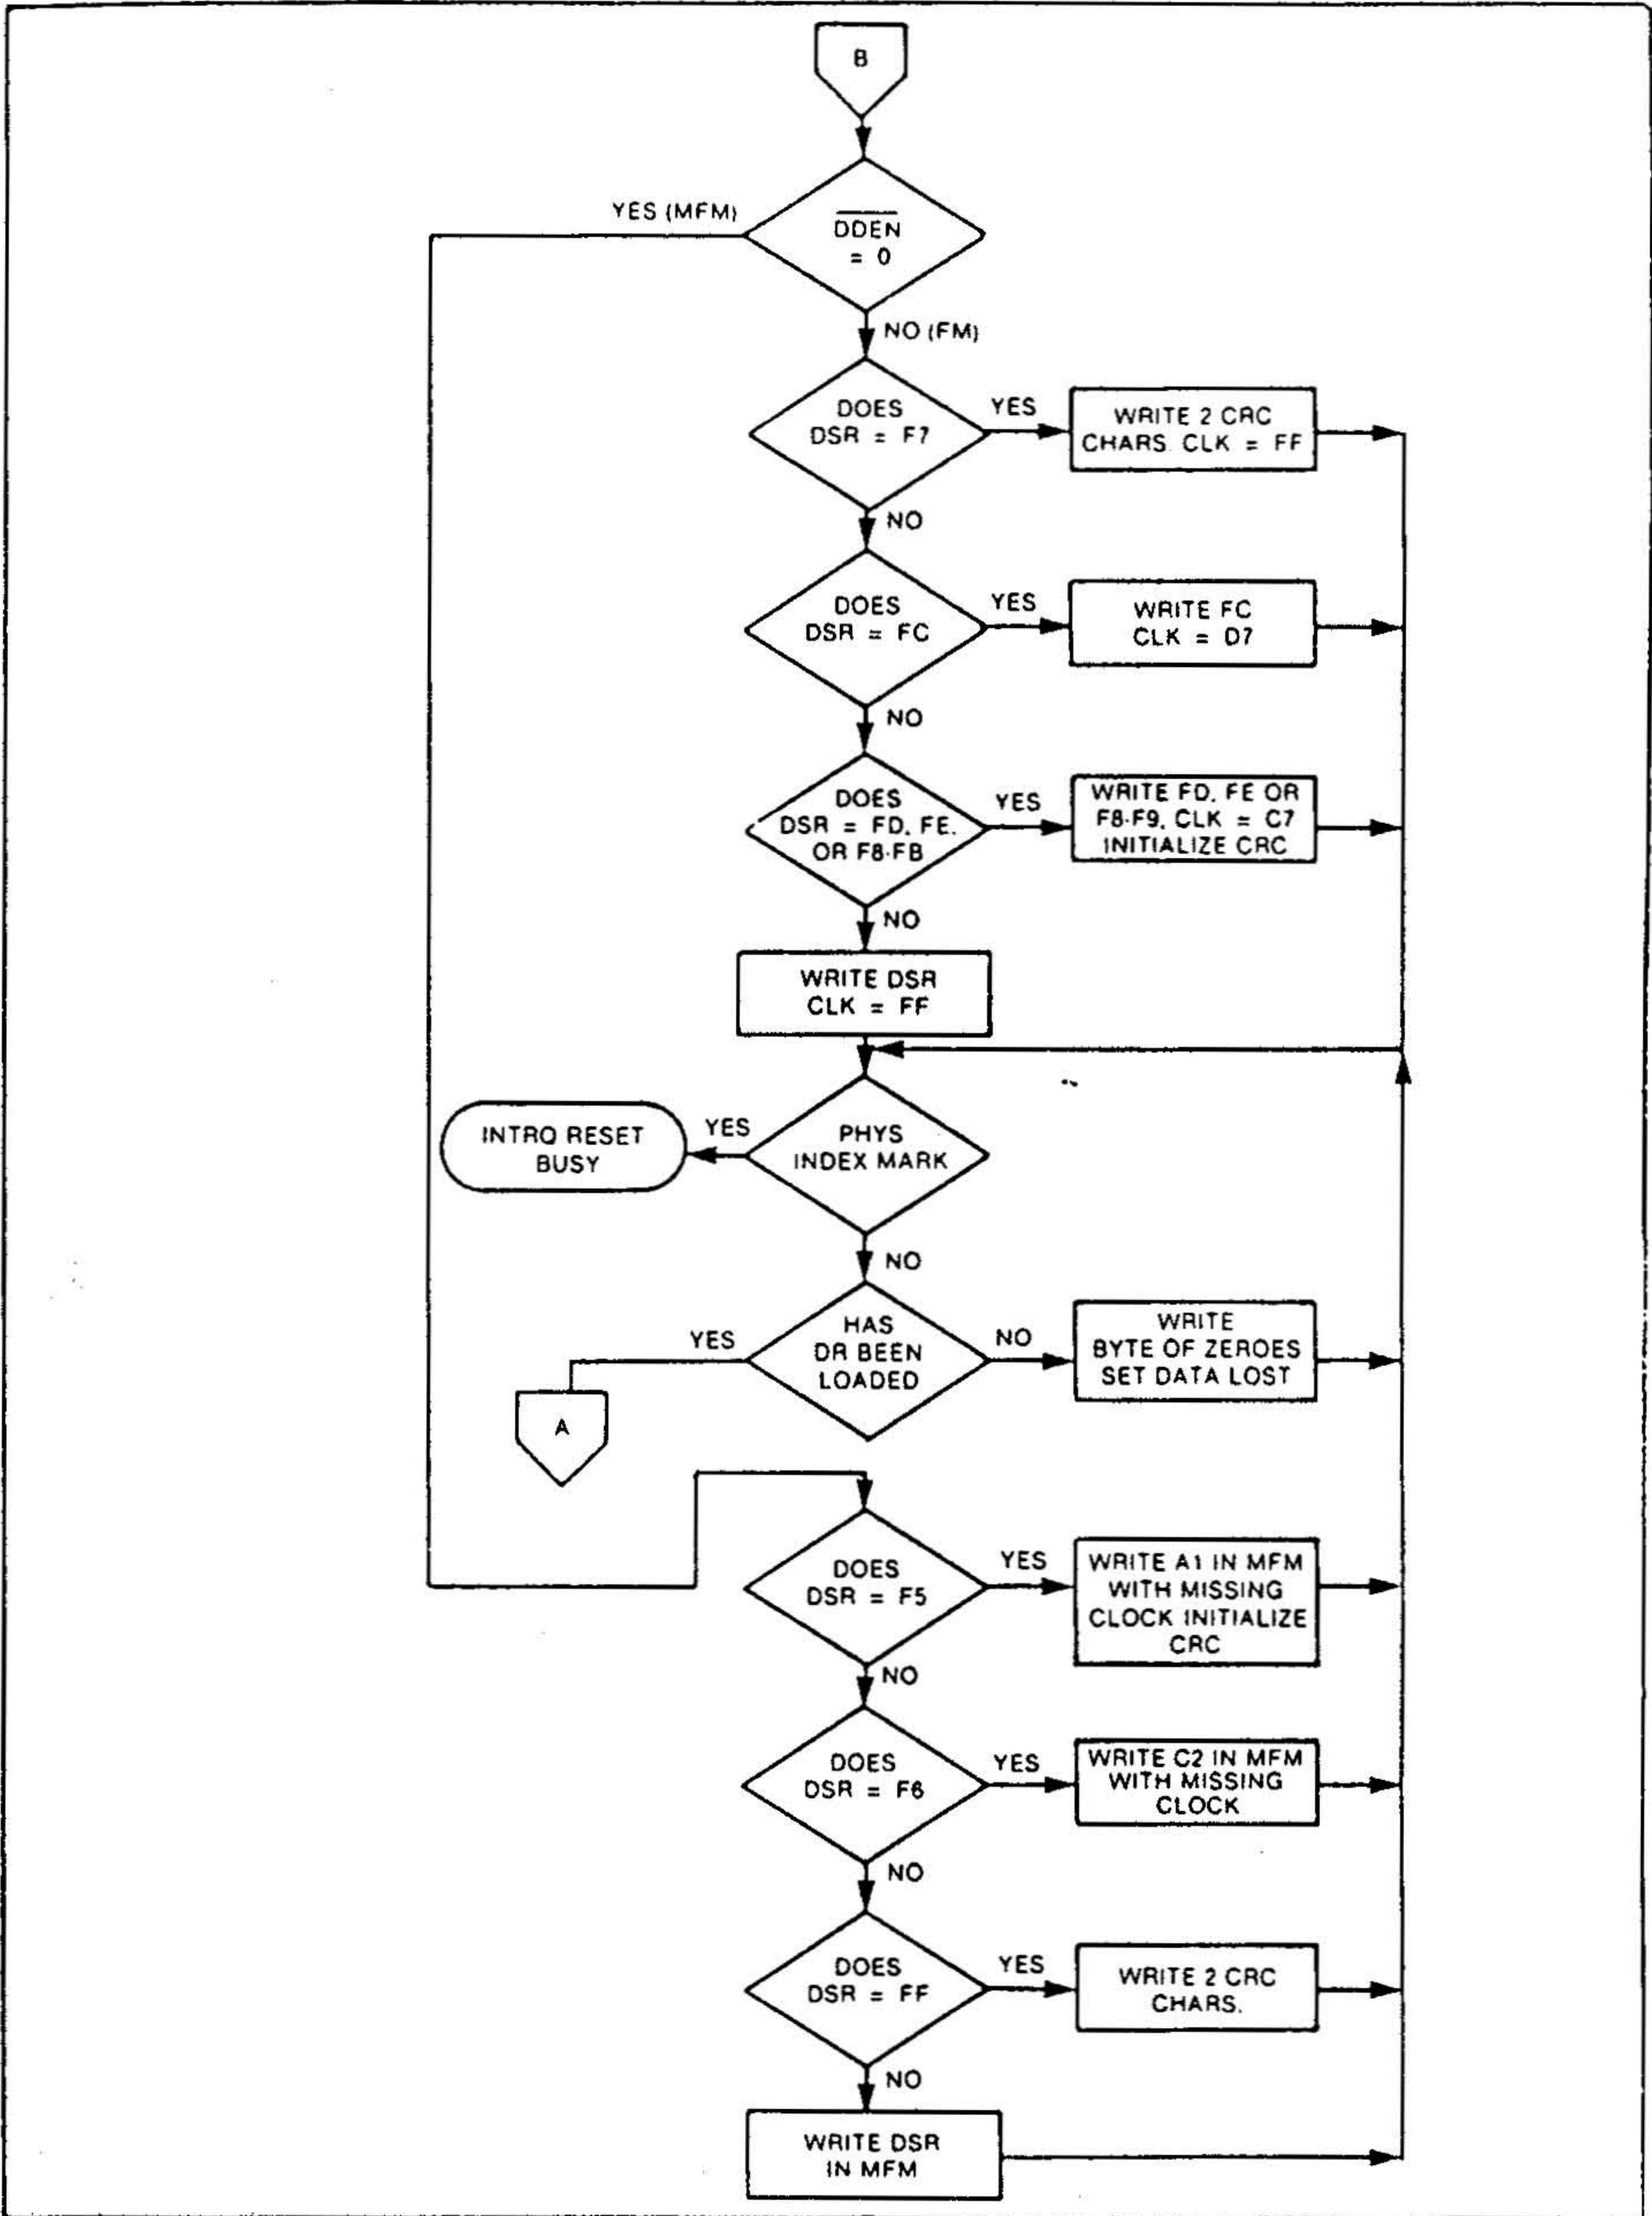 B
YES (MFM)
DDEN
= 0
NO (FM)
DOES
DSR = F7
YES
WRITE 2 CRC
CHARS. CLK = FF
NO
DOES
DSR = FC
YES
WRITE FC
CLK = D7
NO
DOES
DSR = FD, FE,
OR F8-FB
YES
WRITE FD, FE OR
F8-F9, CLK = C7
INITIALIZE CRC
NO
WRITE DSR
CLK = FF
INTRQ RESET
BUSY
YES
PHYS
INDEX MARK
NO
YES
HAS
DR BEEN
LOADED
NO
WRITE
BYTE OF ZEROES
SET DATA LOST
A
DOES
DSR = F5
YES
WRITE A1 IN MFM
WITH MISSING
CLOCK INITIALIZE
CRC
NO
DOES
DSR = F6
YES
WRITE C2 IN MFM
WITH MISSING
CLOCK
NO
DOES
DSR = FF
YES
WRITE 2 CRC
CHARS.
NO
WRITE DSR
IN MFM